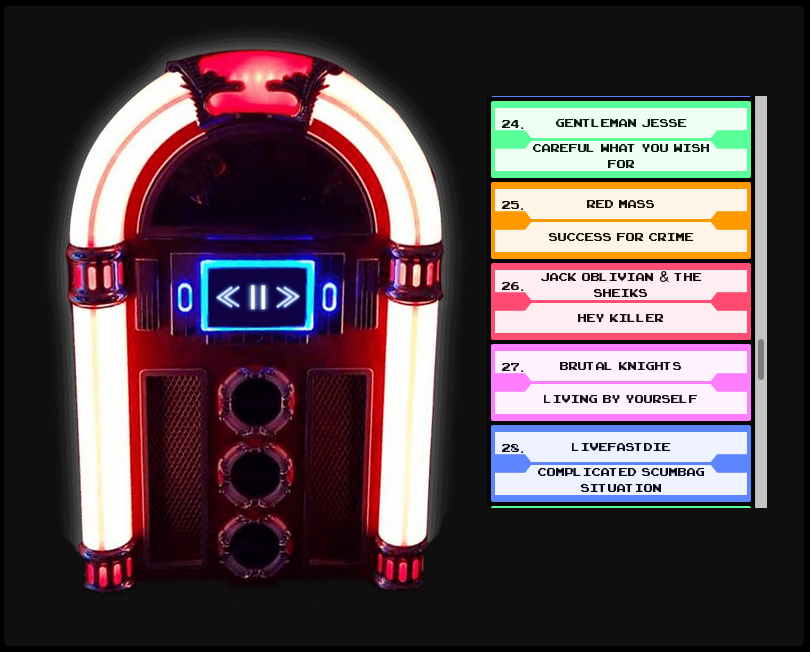 24.
GENTLEMAN JESSE
CAREFUL WHAT YOU WISH
FOR
25.
RED MASS
SUCCESS FOR CRIME
26.
JACK OBLIVIAN & THE
SHEIKS
HEY KILLER
27.
BRUTAL KNIGHTS
LIVING BY YOURSELF
28.
LIVEFASTDIE
COMPLICATED SCUMBAG
SITUATION